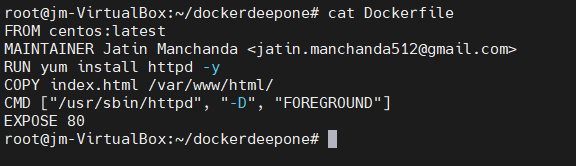 root@jm-VirtualBox:~/dockerdeepone# cat Dockerfile
FROM centos:latest
MAINTAINER Jatin Manchanda <jatin.manchanda512@gmail.com>
RUN yum install httpd -y
COPY index.html /var/www/html/
CMD ["/usr/sbin/httpd", "-D", "FOREGROUND"]
EXPOSE 80
root@jm-VirtualBox:~/dockerdeepone#